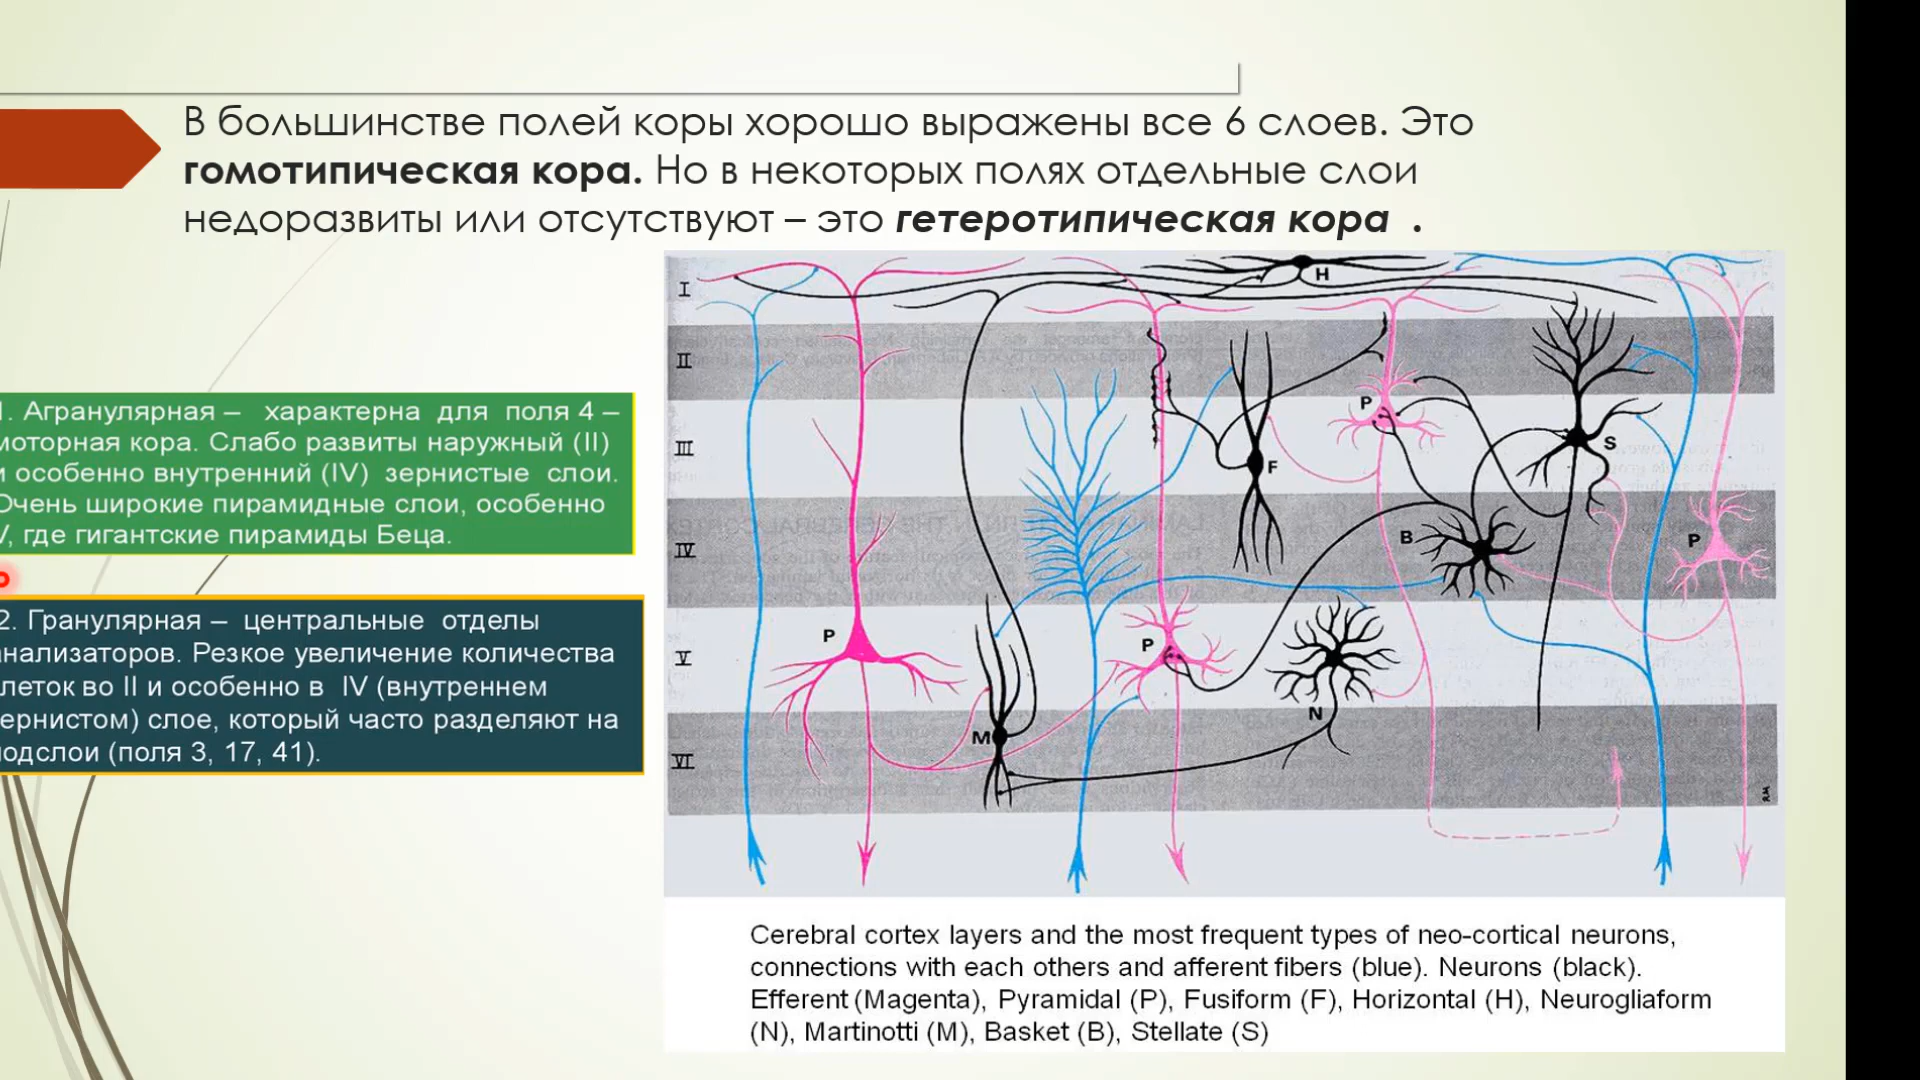 В большинстве полей коры хорошо выражены все 6 слоев. Это
гомотипическая кора. Но в некоторых полях отдельные слои
недоразвиты или отсутствуют – это гетеротипическая кора .
1. Агранулярная – характерна для поля 4 –
моторная кора. Слабо развиты наружный (II)
и особенно внутренний (IV) зернистые слои.
Очень широкие пирамидные слои, особенно
V, где гигантские пирамиды Беца.
2. Гранулярная – центральные отделы
анализаторов. Резкое увеличение количества
клеток во II и особенно в IV (внутреннем
зернистом) слое, который часто разделяют на
подслои (поля 3, 17, 41).
I
H
II
P
III
F
S
IV
B
P
P
P
V
N
M
VI
RM
Cerebral cortex layers and the most frequent types of neo-cortical neurons,
connections with each others and afferent fibers (blue). Neurons (black).
Efferent (Magenta), Pyramidal (P), Fusiform (F), Horizontal (H), Neurogliaform
(N), Martinotti (M), Basket (B), Stellate (S)